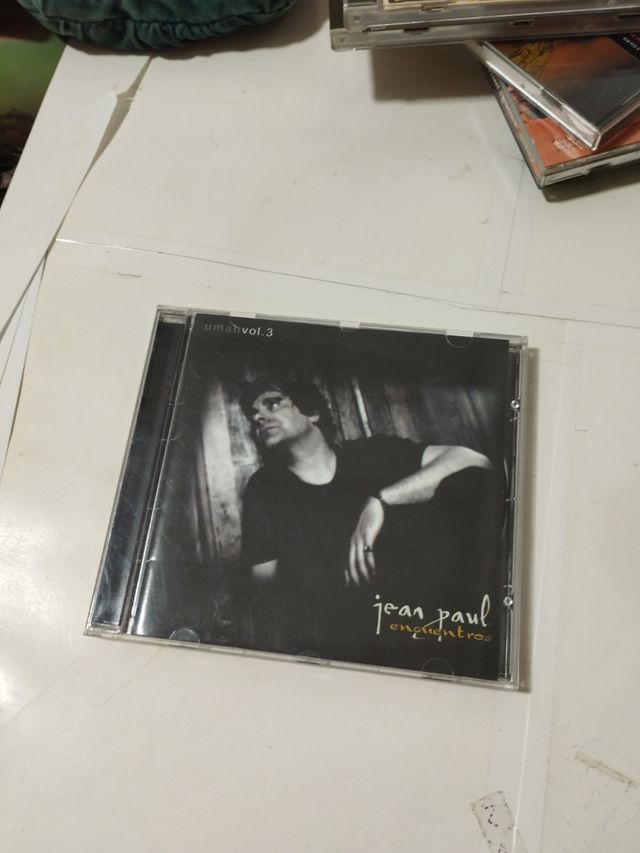 umanvol.3
jean paul
encuentros